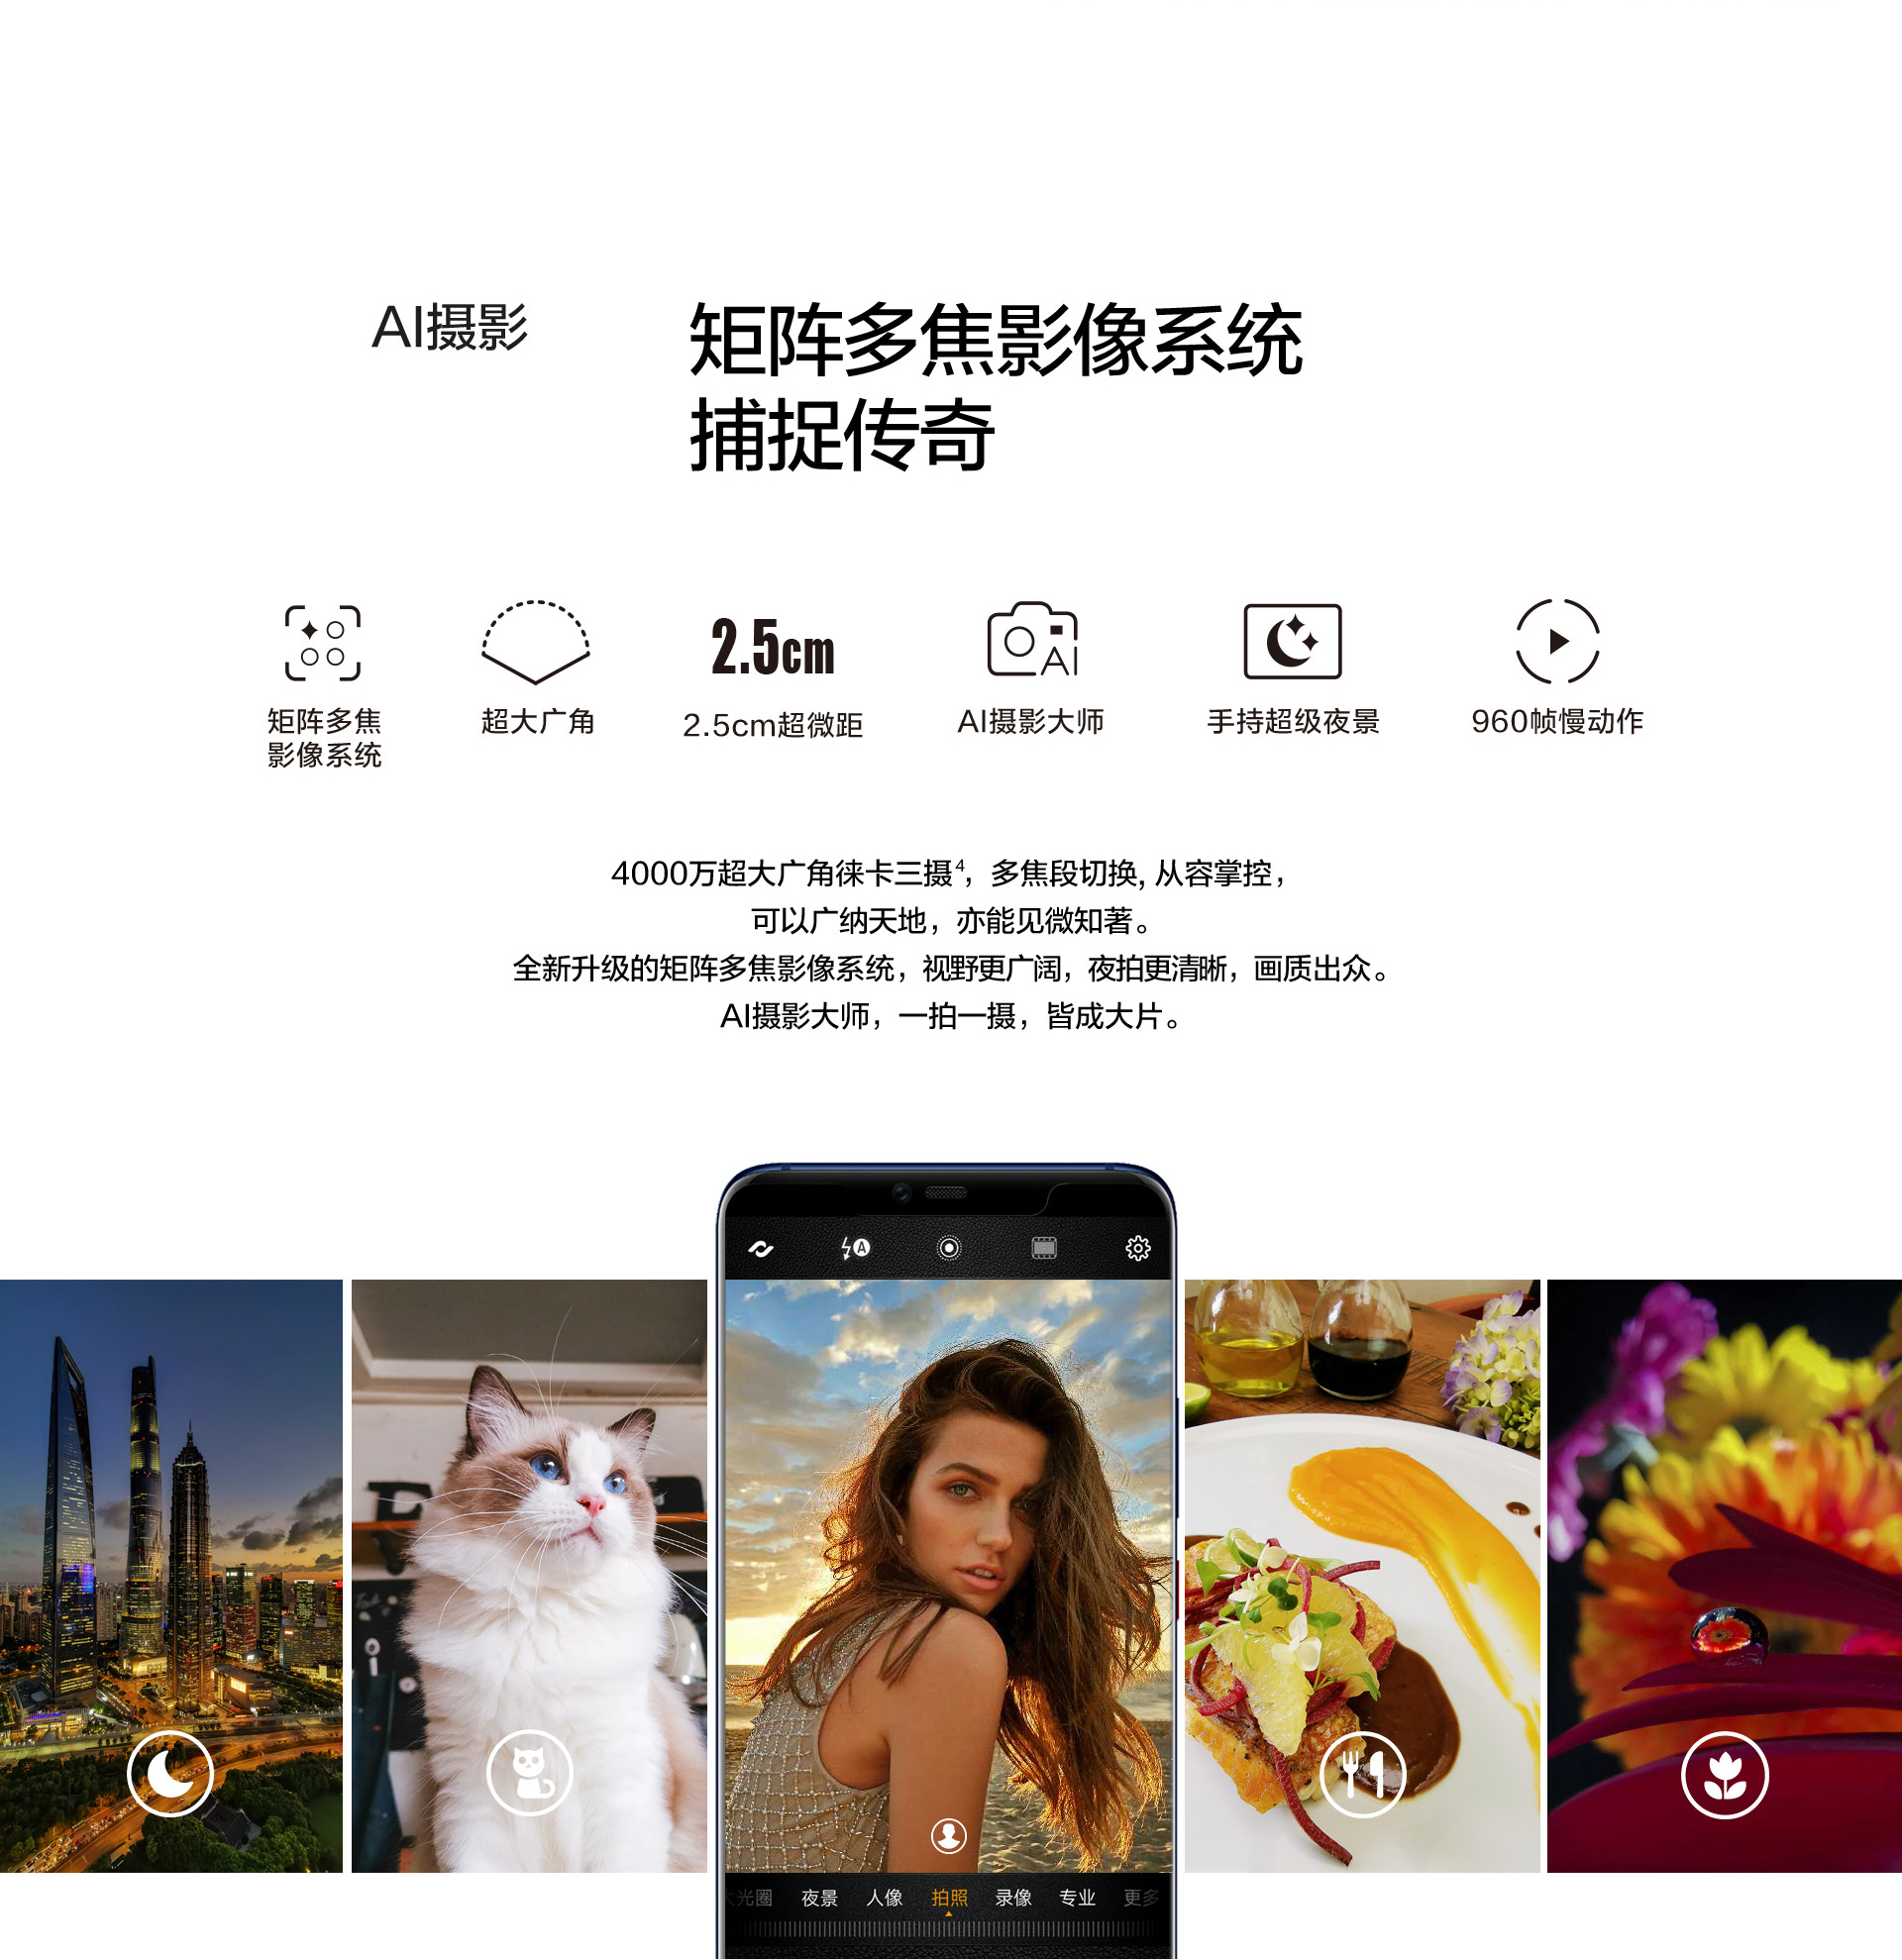 AI摄影
矩阵多焦影像系统
捕捉传奇
2.5cm
AI
矩阵多焦
影像系统
超大广角
2.5cm超微距
AI摄影大师
手持超级夜景
960帧慢动作
4000万超大广角徕卡三摄⁴，多焦段切换, 从容掌控，
可以广纳天地，亦能见微知著。
全新升级的矩阵多焦影像系统，视野更广阔，夜拍更清晰，画质出众。
AI摄影大师，一拍一摄，皆成大片。
A
大光圈 夜景 人像 拍照 录像 专业 更多